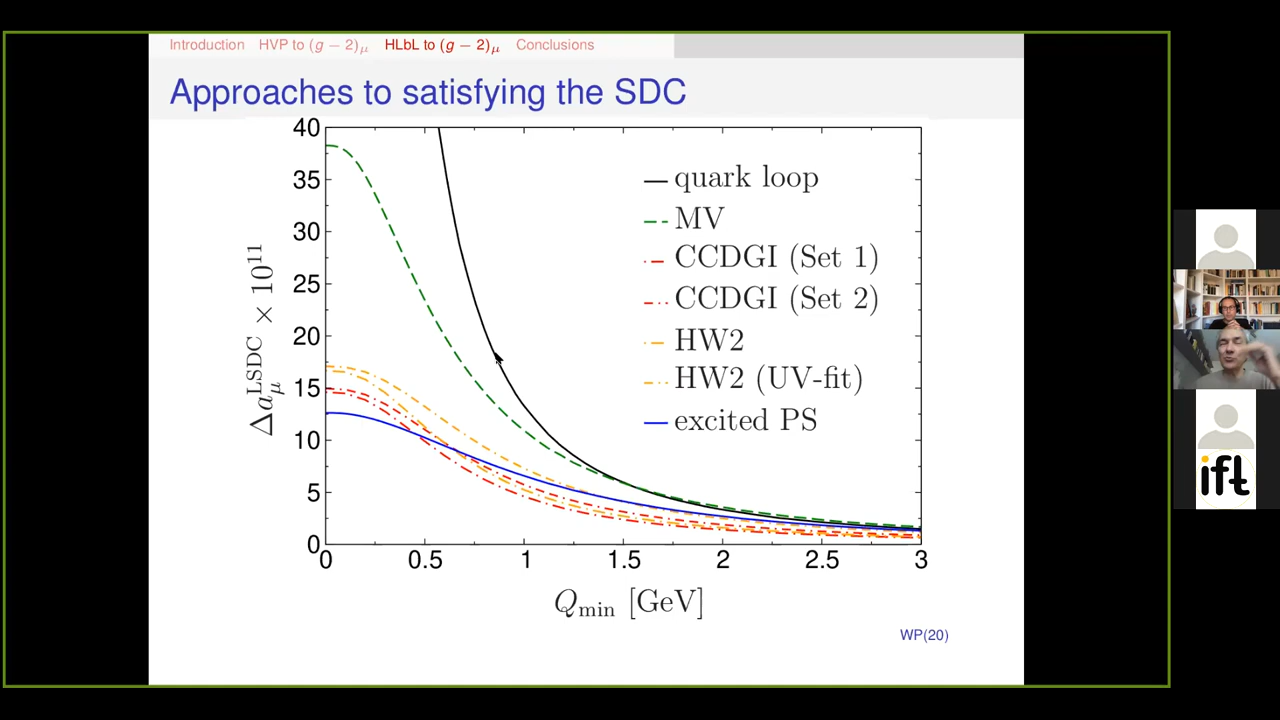 Introduction HVP to (g − 2)μ HLbL to (g − 2)μ Conclusions
Approaches to satisfying the SDC
40
35
30
25
20
15
10
5
0
ΔaμLSDC × 10¹¹
quark loop
MV
CCDGI (Set 1)
CCDGI (Set 2)
HW2
HW2 (UV-fit)
excited PS
0 0.5 1 1.5 2 2.5 3
Qmin [GeV]
WP(20)
ift